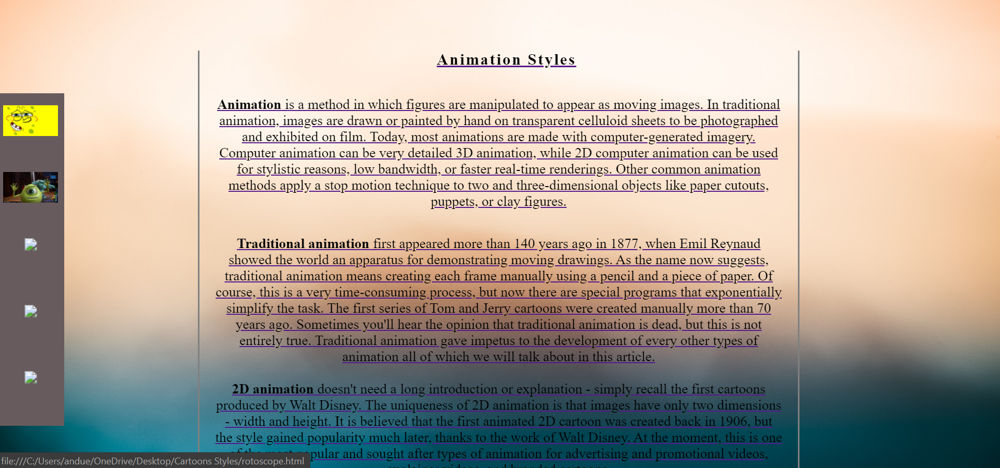 Animation Styles
Animation is a method in which figures are manipulated to appear as moving images. In traditional
animation, images are drawn or painted by hand on transparent celluloid sheets to be photographed
and exhibited on film. Today, most animations are made with computer-generated imagery.
Computer animation can be very detailed 3D animation, while 2D computer animation can be used
for stylistic reasons, low bandwidth, or faster real-time renderings. Other common animation
methods apply a stop motion technique to two and three-dimensional objects like paper cutouts,
puppets, or clay figures.
Traditional animation first appeared more than 140 years ago in 1877, when Emil Reynaud
showed the world an apparatus for demonstrating moving drawings. As the name now suggests,
traditional animation means creating each frame manually using a pencil and a piece of paper. Of
course, this is a very time-consuming process, but now there are special programs that exponentially
simplify the task. The first series of Tom and Jerry cartoons were created manually more than 70
years ago. Sometimes you'll hear the opinion that traditional animation is dead, but this is not
entirely true. Traditional animation gave impetus to the development of every other types of
animation all of which we will talk about in this article.
2D animation doesn't need a long introduction or explanation - simply recall the first cartoons
produced by Walt Disney. The uniqueness of 2D animation is that images have only two dimensions
- width and height. It is believed that the first animated 2D cartoon was created back in 1906, but
the style gained popularity much later, thanks to the work of Walt Disney. At the moment, this is one
and sought after types of animation for advertising and promotional videos,
file:///C:/Users/andue/OneDrive/Desktop/Cartoons Styles/rotoscope.html